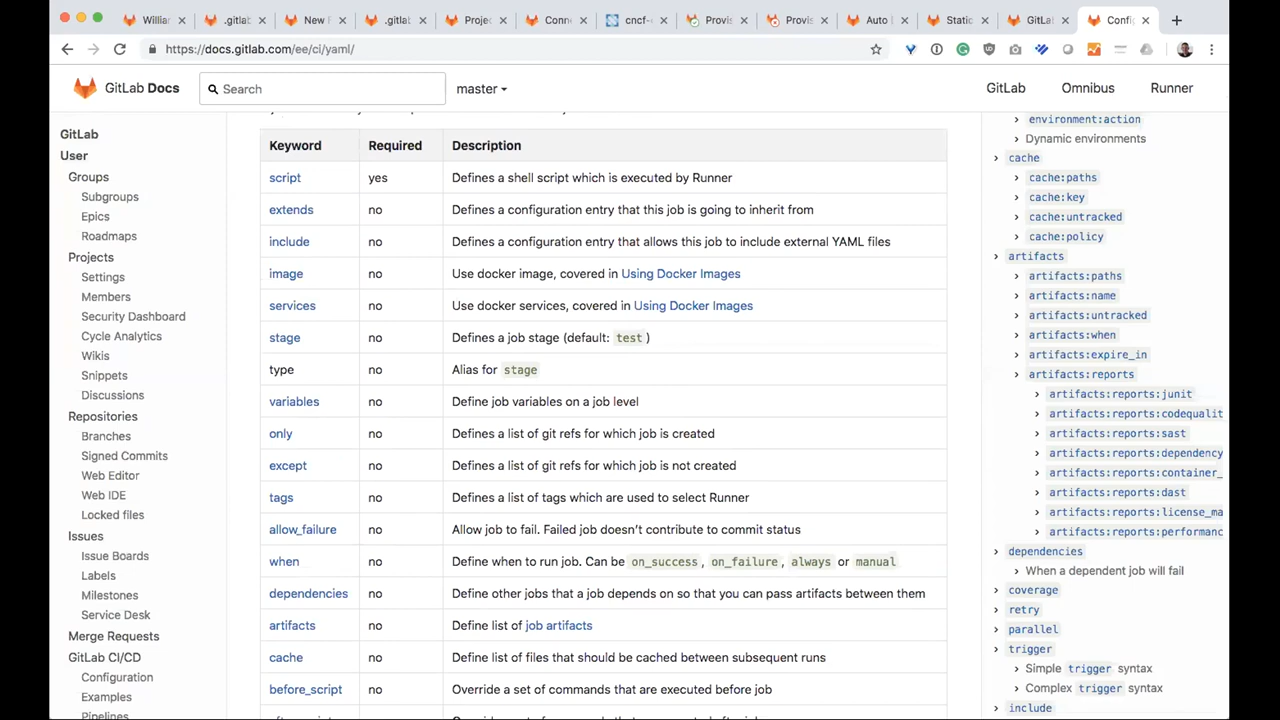 Willian
.gitlab
New F
.gitlab
Projec
Conne
cncf-
Provis
Provis
Auto
Static
GitLa
Config
https://docs.gitlab.com/ee/ci/yaml/
GitLab Docs
Search
master
GitLab
Omnibus
Runner
GitLab
User
Groups
Subgroups
Epics
Roadmaps
Projects
Settings
Members
Security Dashboard
Cycle Analytics
Wikis
Snippets
Discussions
Repositories
Branches
Signed Commits
Web Editor
Web IDE
Locked files
Issues
Issue Boards
Labels
Milestones
Service Desk
Merge Requests
GitLab CI/CD
Configuration
Examples
Pipelines
Keyword Required Description
script yes Defines a shell script which is executed by Runner
extends no Defines a configuration entry that this job is going to inherit from
include no Defines a configuration entry that allows this job to include external YAML files
image no Use docker image, covered in Using Docker Images
services no Use docker services, covered in Using Docker Images
stage no Defines a job stage (default: test )
type no Alias for stage
variables no Define job variables on a job level
only no Defines a list of git refs for which job is created
except no Defines a list of git refs for which job is not created
tags no Defines a list of tags which are used to select Runner
allow_failure no Allow job to fail. Failed job doesn't contribute to commit status
when no Define when to run job. Can be on_success , on_failure , always or manual
dependencies no Define other jobs that a job depends on so that you can pass artifacts between them
artifacts no Define list of job artifacts
cache no Define list of files that should be cached between subsequent runs
before_script no Override a set of commands that are executed before job
environment:action
Dynamic environments
cache
cache:paths
cache:key
cache:untracked
cache:policy
artifacts
artifacts:paths
artifacts:name
artifacts:untracked
artifacts:when
artifacts:expire_in
artifacts:reports
artifacts:reports:junit
artifacts:reports:codequalit
artifacts:reports:sast
artifacts:reports:dependency
artifacts:reports:container_
artifacts:reports:dast
artifacts:reports:license_ma
artifacts:reports:performanc
dependencies
When a dependent job will fail
coverage
retry
parallel
trigger
Simple trigger syntax
Complex trigger syntax
include